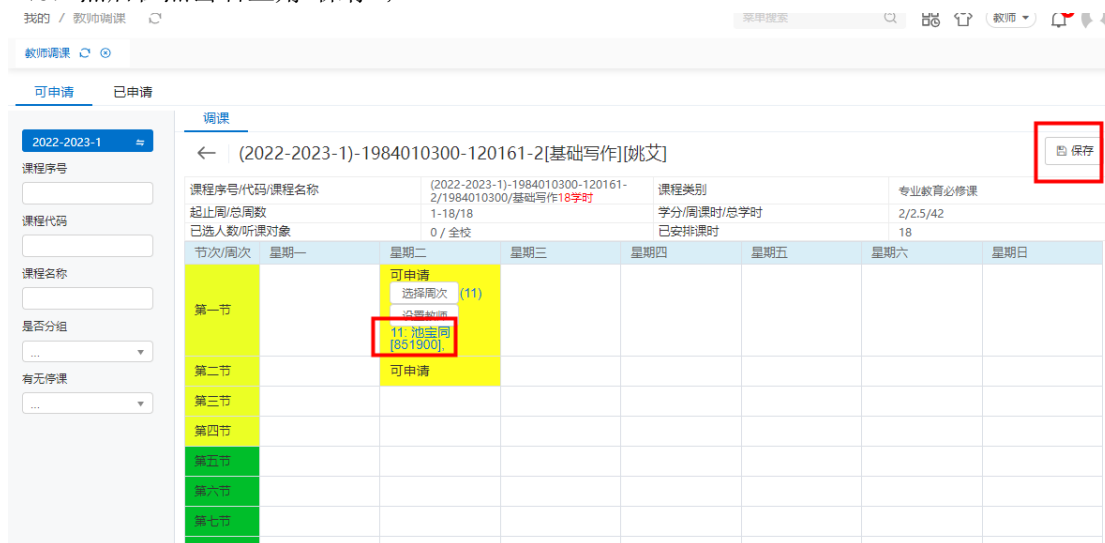 我的 / 教师调课
菜单搜索
教师
教师调课
可申请 已申请
调课
2022-2023-1
(2022-2023-1)-1984010300-120161-2[基础写作][姚艾]
保存
课程序号
课程代码
课程名称
是否分组
...
有无停课
...
课程序号/代码/课程名称 (2022-2023-1)-1984010300-120161-
2/1984010300/基础写作18学时 课程类别 专业教育必修课
起止周/总周数 1-18/18 学分/周课时/总学时 2/2.5/42
已选人数/听课对象 0 / 全校 已安排课时 18
节次/周次 星期一 星期二 星期三 星期四 星期五 星期六 星期日
第一节
可申请
选择周次 (11)
设置教师
11: 池宝同
[851900],
第二节 可申请
第三节
第四节
第五节
第六节
第七节